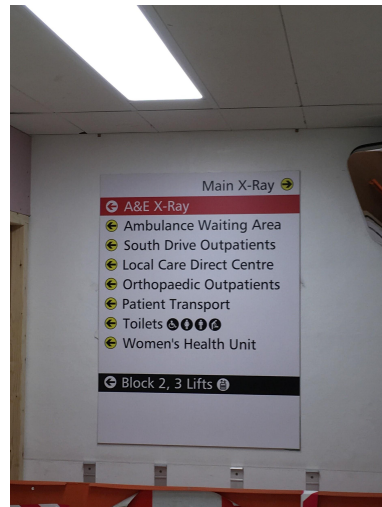 Main X-Ray
A&E X-Ray
Ambulance Waiting Area
South Drive Outpatients
Local Care Direct Centre
Orthopaedic Outpatients
Patient Transport
Toilets
Women's Health Unit
Block 2, 3 Lifts